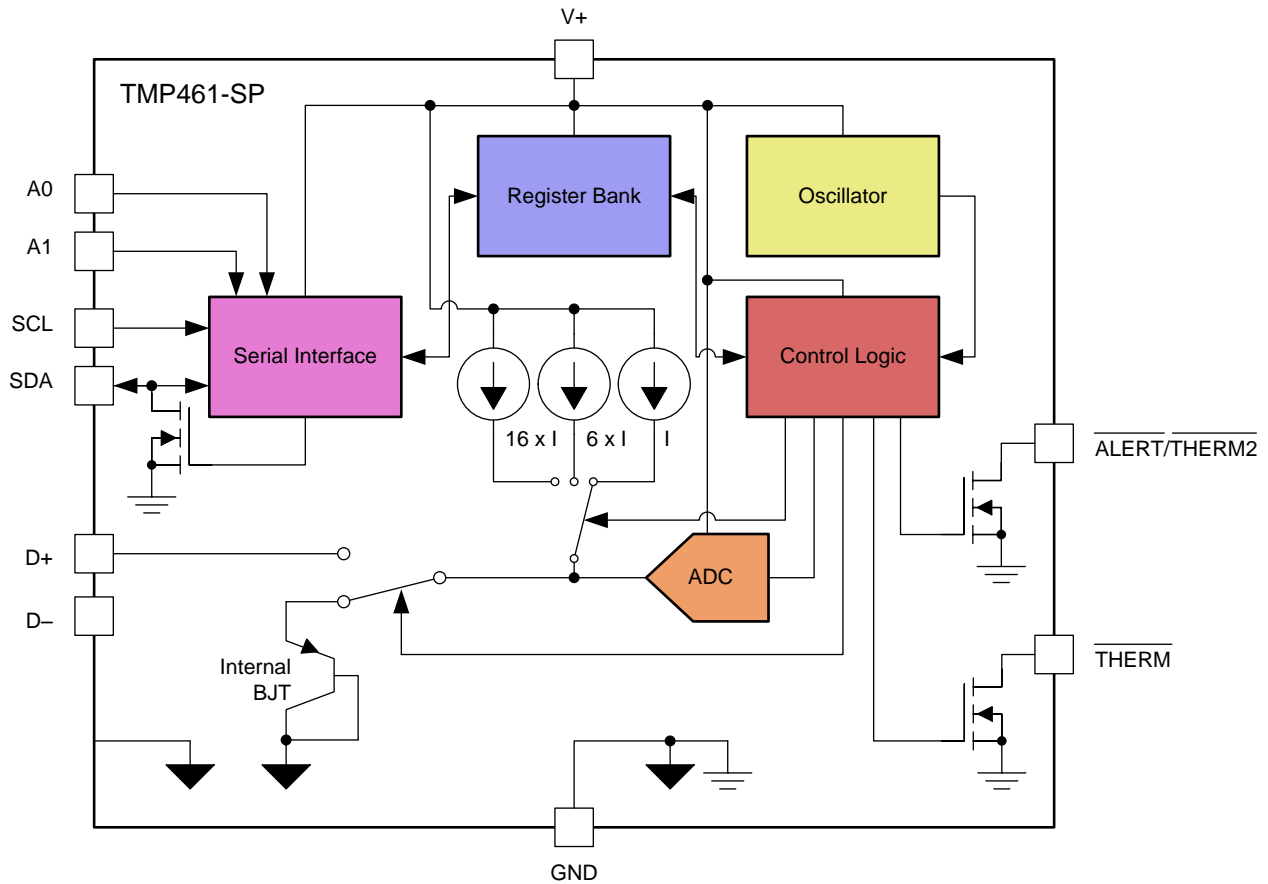 V+
TMP461-SP
A0
A1
SCL
SDA
D+
D–
Register Bank
Oscillator
Serial Interface
Control Logic
16 x I
6 x I
I
ADC
Internal
BJT
ALERT/THERM2
THERM
GND